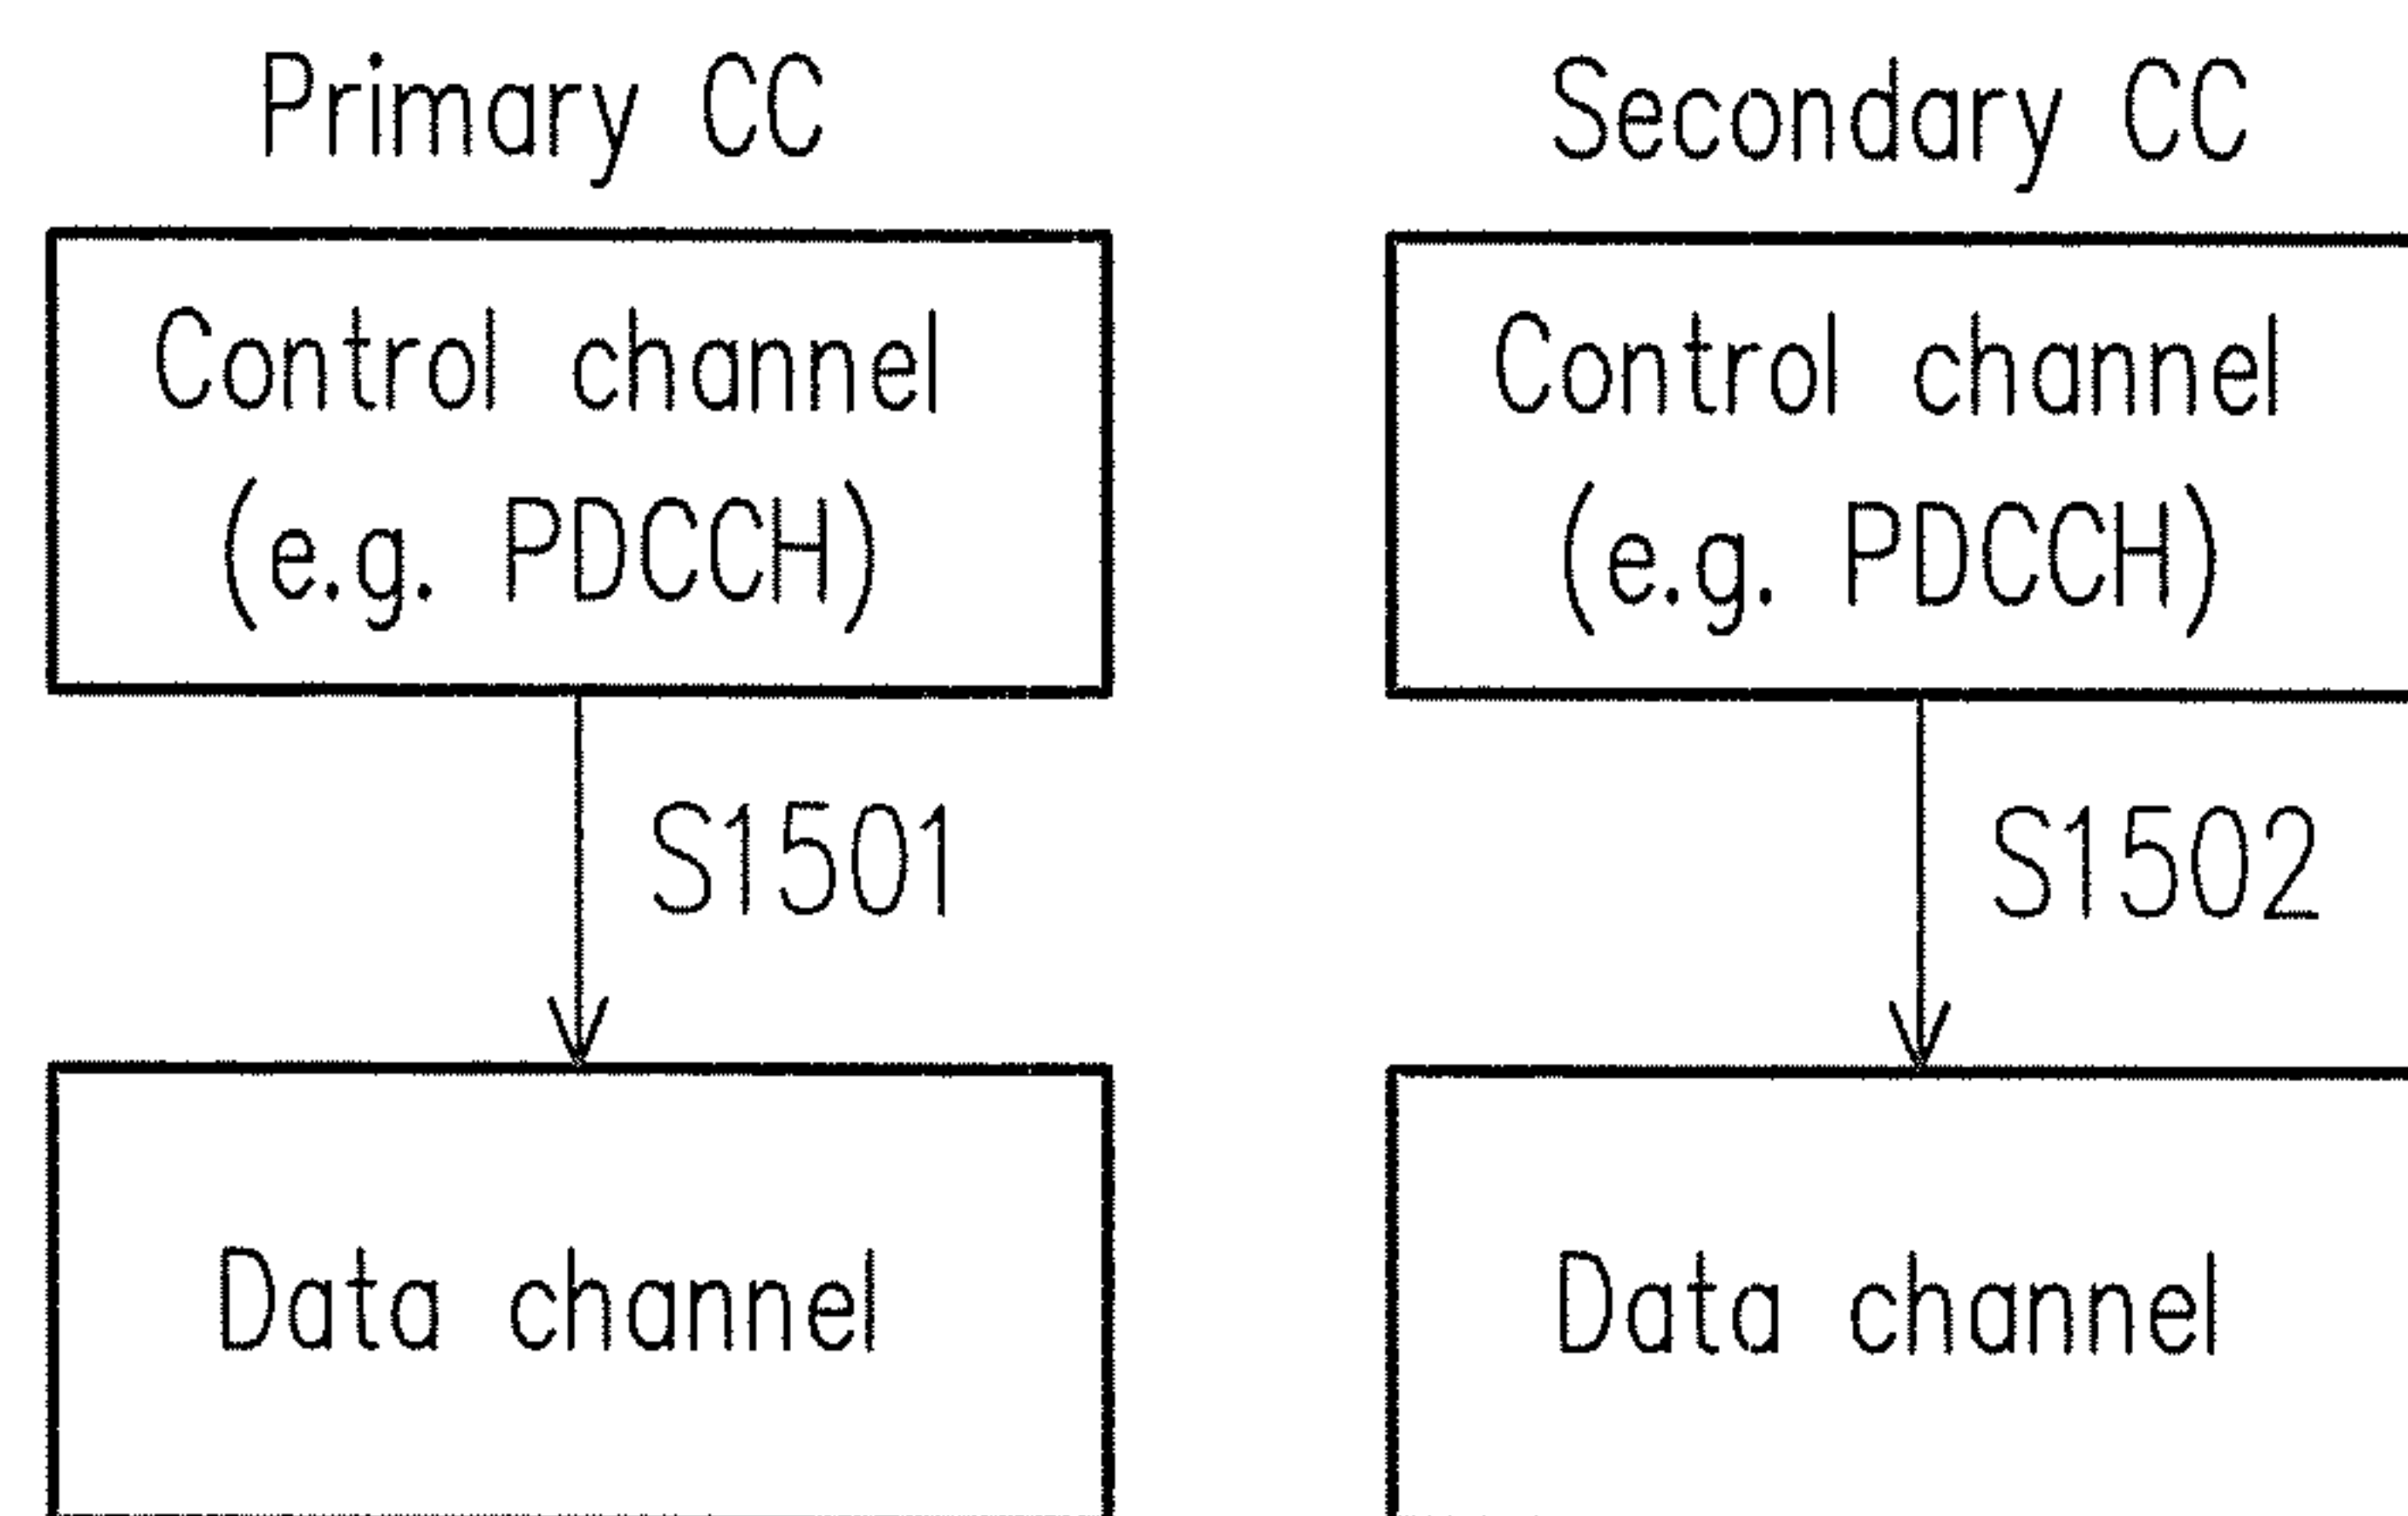 Primary CC
Control channel
(e.g. PDCCH)
S1501
Data channel
Secondary CC
Control channel
(e.g. PDCCH)
S1502
Data channel